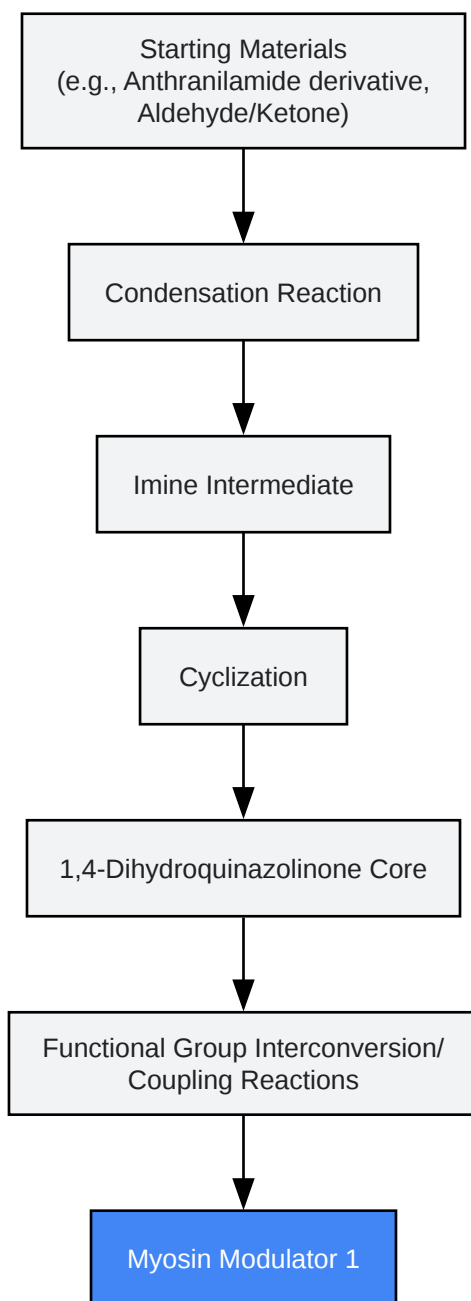 Starting Materials
(e.g., Anthranilamide derivative,
Aldehyde/Ketone)
Condensation Reaction
Imine Intermediate
Cyclization
1,4-Dihydroquinazolinone Core
Functional Group Interconversion/
Coupling Reactions
Myosin Modulator 1